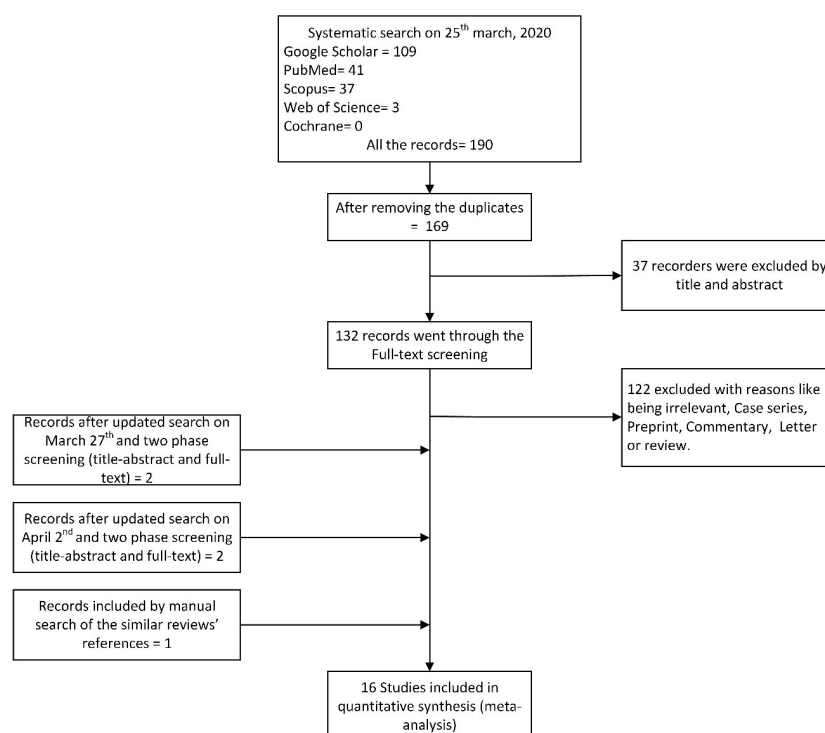 Systematic search on 25th march, 2020
Google Scholar = 109
PubMed= 41
Scopus= 37
Web of Science= 3
Cochrane= 0
All the records= 190
After removing the duplicates
= 169
37 recorders were excluded by
title and abstract
132 records went through the
Full-text screening
122 excluded with reasons like
being irrelevant, Case series,
Preprint, Commentary, Letter
or review.
Records after updated search on
March 27th and two phase
screening (title-abstract and full-
text) = 2
Records after updated search on
April 2nd and two phase screening
(title-abstract and full-text) = 2
Records included by manual
search of the similar reviews’
references = 1
16 Studies included in
quantitative synthesis (meta-
analysis)